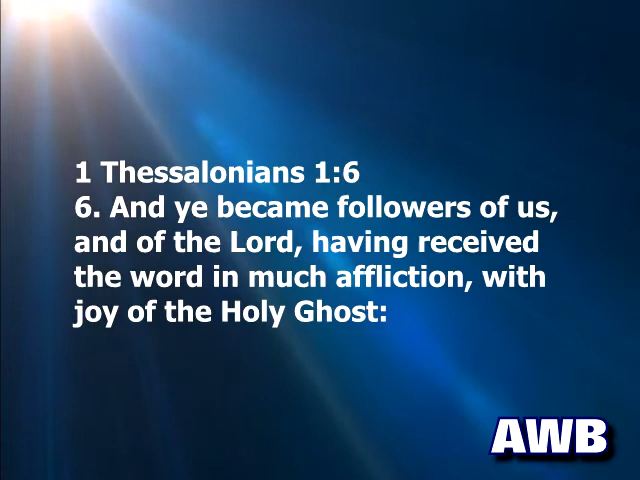 1 Thessalonians 1:6
6. And ye became followers of us,
and of the Lord, having received
the word in much affliction, with
joy of the Holy Ghost:
AWB